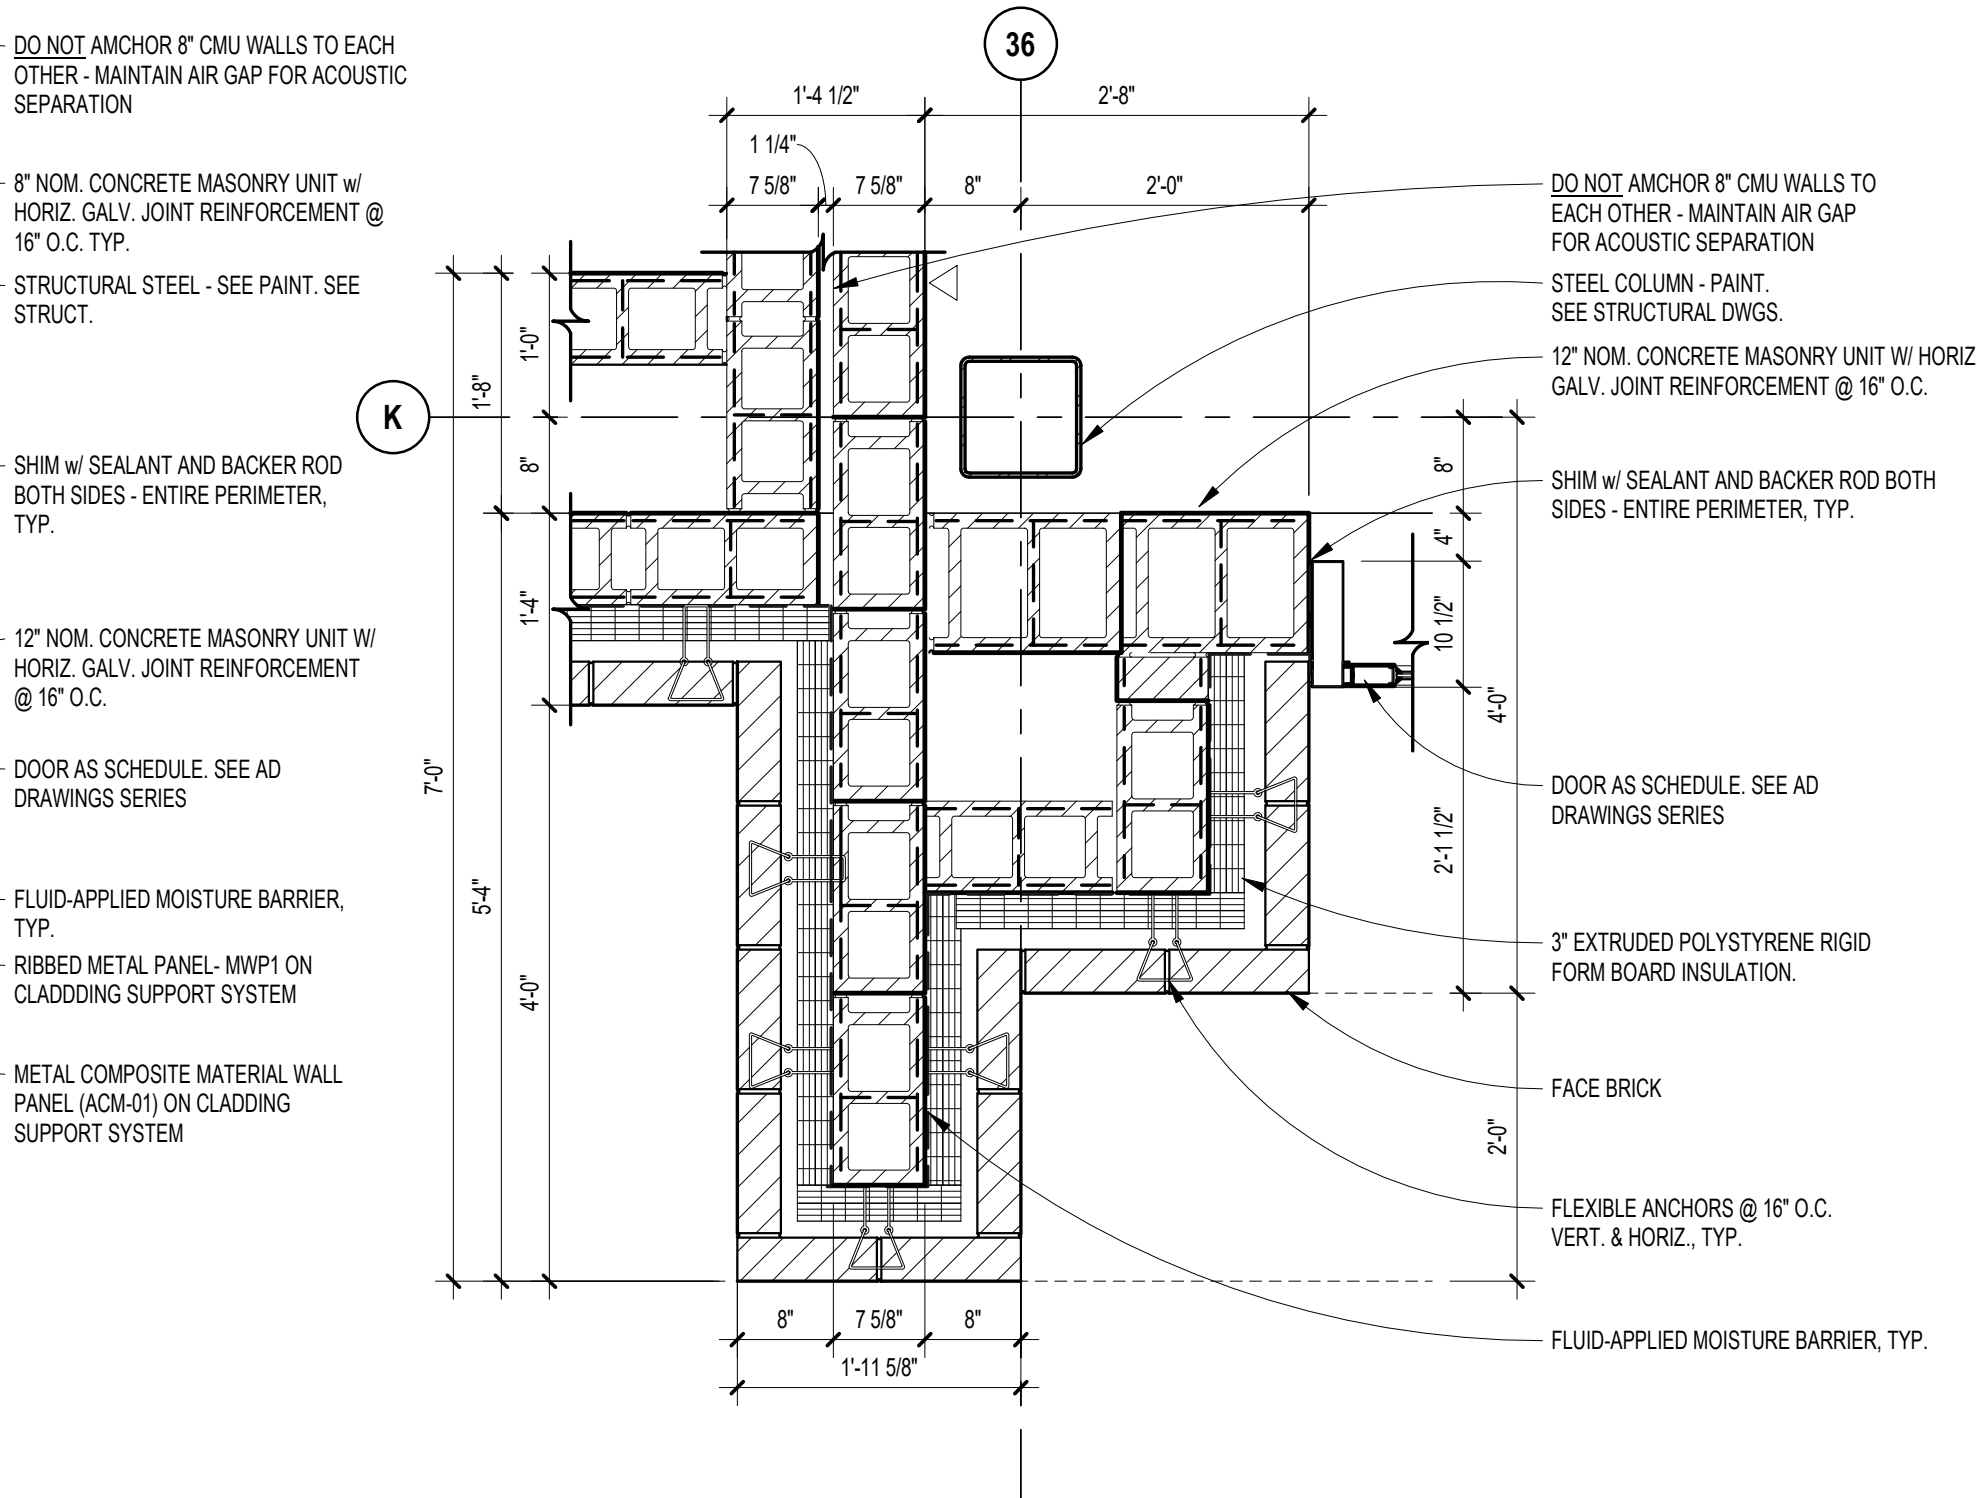 DO NOT AMCHOR 8" CMU WALLS TO EACH
OTHER - MAINTAIN AIR GAP FOR ACOUSTIC
SEPARATION
8" NOM. CONCRETE MASONRY UNIT w/
HORIZ. GALV. JOINT REINFORCEMENT @
16" O.C. TYP.
STRUCTURAL STEEL - SEE PAINT. SEE
STRUCT.
SHIM w/ SEALANT AND BACKER ROD
BOTH SIDES - ENTIRE PERIMETER,
TYP.
12" NOM. CONCRETE MASONRY UNIT W/
HORIZ. GALV. JOINT REINFORCEMENT
@ 16" O.C.
DOOR AS SCHEDULE. SEE AD
DRAWINGS SERIES
FLUID-APPLIED MOISTURE BARRIER,
TYP.
RIBBED METAL PANEL- MWP1 ON
CLADDDING SUPPORT SYSTEM
METAL COMPOSITE MATERIAL WALL
PANEL (ACM-01) ON CLADDING
SUPPORT SYSTEM
36
1'-4 1/2"
2'-8"
1 1/4"
7 5/8"
7 5/8"
8"
2'-0"
K
1'-0"
1'-8"
8"
1'-4"
7'-0"
5'-4"
4'-0"
8"
4"
10 1/2"
4'-0"
2'-1 1/2"
2'-0"
8"
7 5/8"
8"
1'-11 5/8"
DO NOT AMCHOR 8" CMU WALLS TO
EACH OTHER - MAINTAIN AIR GAP
FOR ACOUSTIC SEPARATION
STEEL COLUMN - PAINT.
SEE STRUCTURAL DWGS.
12" NOM. CONCRETE MASONRY UNIT W/ HORIZ
GALV. JOINT REINFORCEMENT @ 16" O.C.
SHIM w/ SEALANT AND BACKER ROD BOTH
SIDES - ENTIRE PERIMETER, TYP.
DOOR AS SCHEDULE. SEE AD
DRAWINGS SERIES
3" EXTRUDED POLYSTYRENE RIGID
FORM BOARD INSULATION.
FACE BRICK
FLEXIBLE ANCHORS @ 16" O.C.
VERT. & HORIZ., TYP.
FLUID-APPLIED MOISTURE BARRIER, TYP.